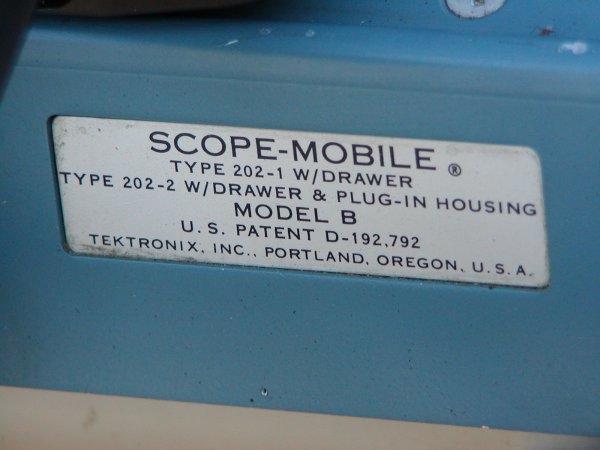 SCOPE-MOBILE ®
TYPE 202-1 W/DRAWER
TYPE 202-2 W/DRAWER & PLUG-IN HOUSING
MODEL B
U.S. PATENT D-192,792
TEKTRONIX, INC., PORTLAND, OREGON, U.S.A.